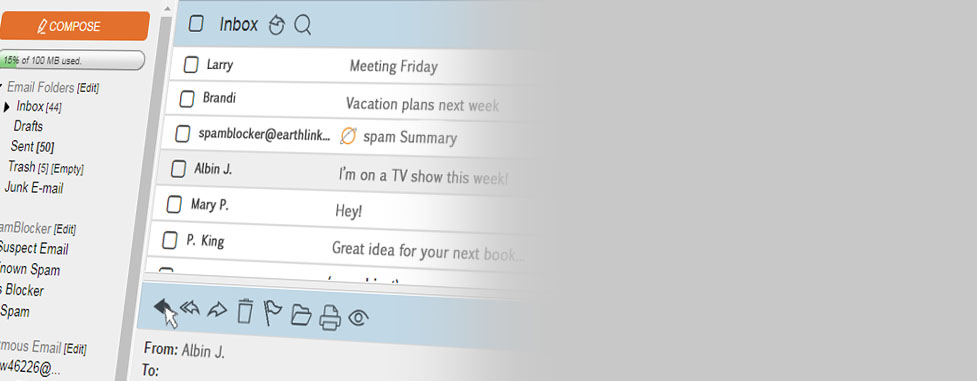 COMPOSE
15% of 100 MB used.
Email Folders [Edit]
Inbox [44]
Drafts
Sent [50]
Trash [5] [Empty]
Junk E-mail
amBlocker [Edit]
Suspect Email
nown Spam
s Blocker
Spam
mous Email [Edit]
w46226@...
Inbox
Larry Meeting Friday
Brandi Vacation plans next week
spamblocker@earthlink... spam Summary
Albin J. I'm on a TV show this week!
Mary P. Hey!
P. King Great idea for your next book...
From: Albin J.
To: